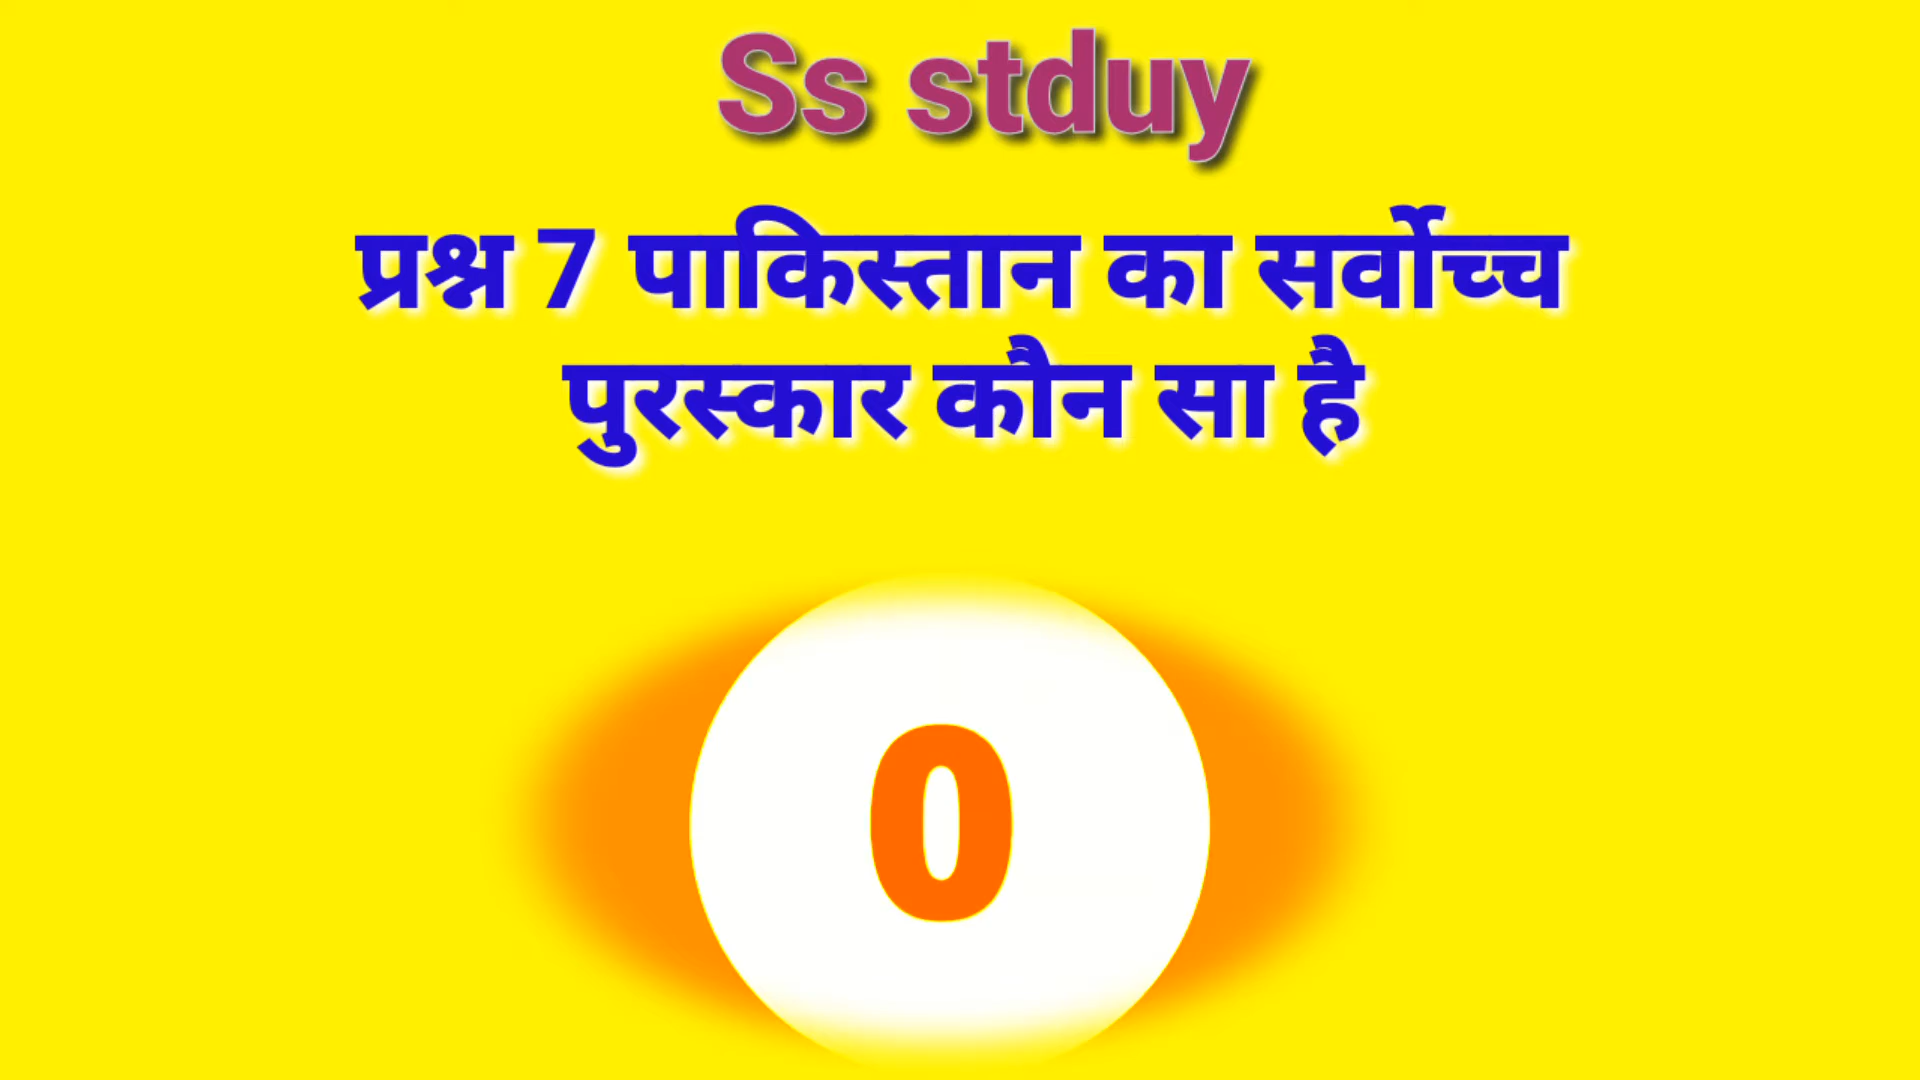 Ss stduy
प्रश्न 7 पाकिस्तान का सर्वोच्च
पुरस्कार कौन सा है
0